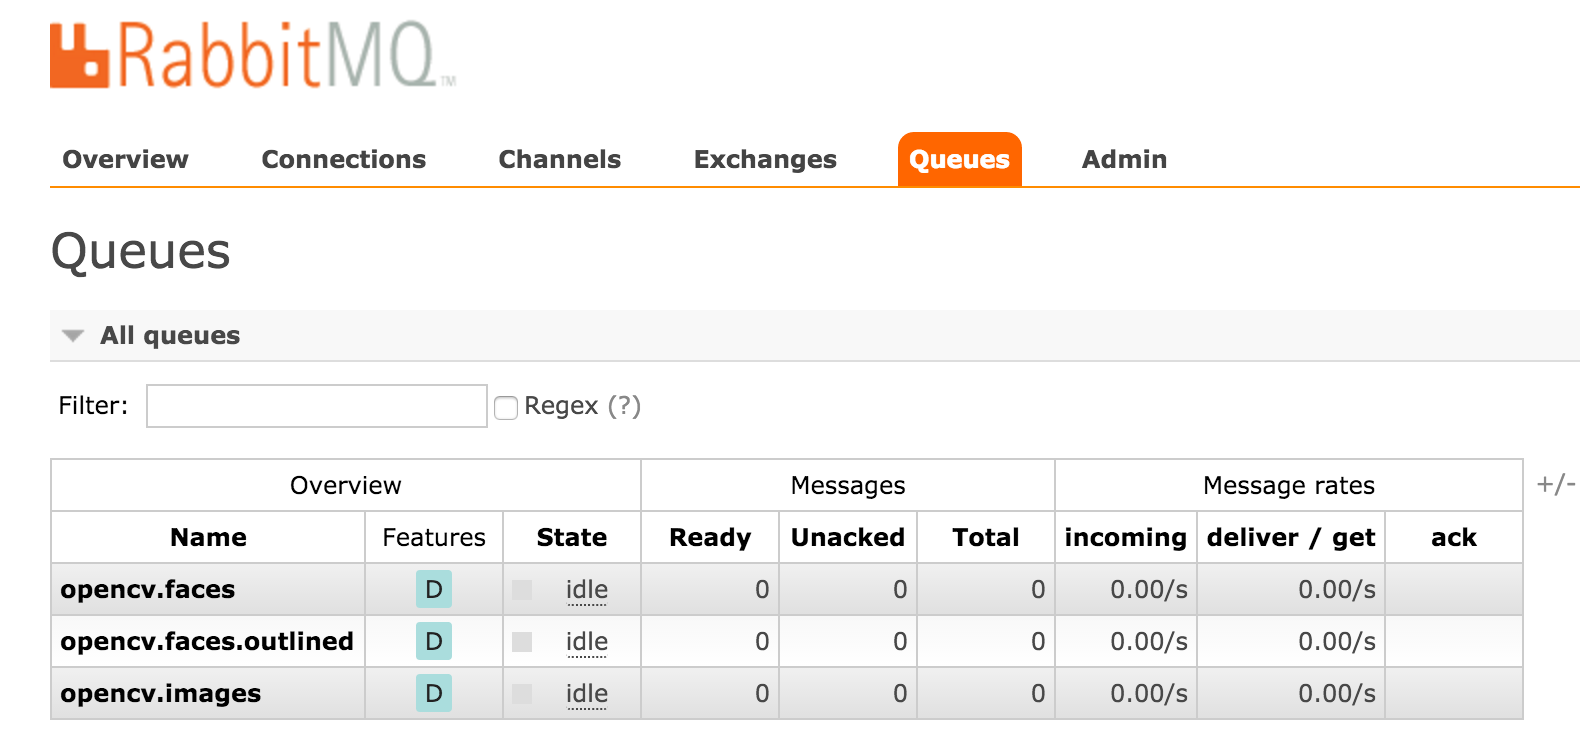 RabbitMQ™
Overview Connections Channels Exchanges Queues Admin
Queues
All queues
Filter: Regex (?)
Overview Messages Message rates +/-
Name Features State Ready Unacked Total incoming deliver / get ack
opencv.faces D idle 0 0 0 0.00/s 0.00/s
opencv.faces.outlined D idle 0 0 0 0.00/s 0.00/s
opencv.images D idle 0 0 0 0.00/s 0.00/s